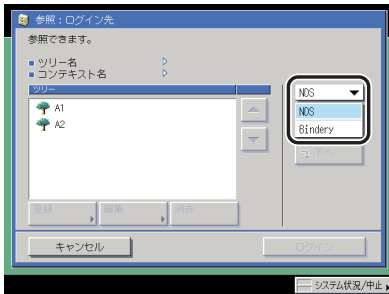 参照：ログイン先
参照できます。
■ ツリー名
■ コンテキスト名
ツリー
A1
A2
NDS
NDS
Bindery
下へ
登録
編集
消去
キャンセル
ログイン
システム状況/中止